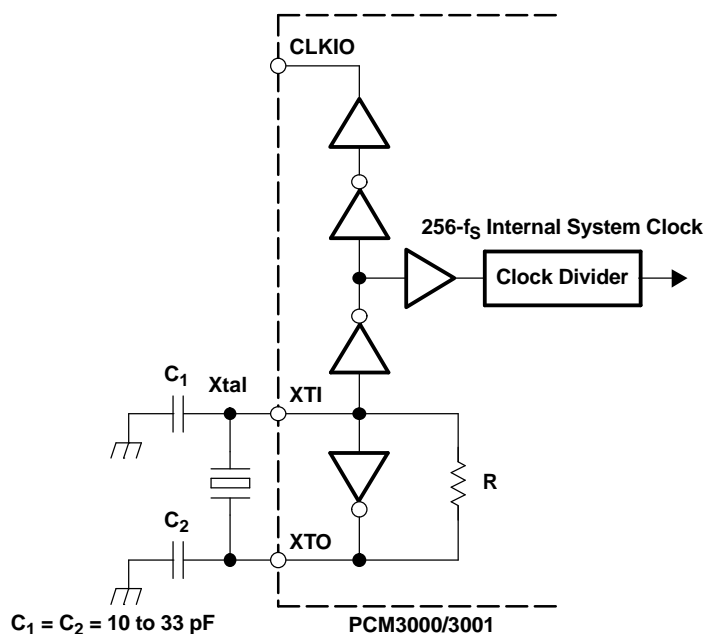 CLKIO
256-fS Internal System Clock
Clock Divider
C1
Xtal
XTI
R
C2
XTO
C1 = C2 = 10 to 33 pF
PCM3000/3001